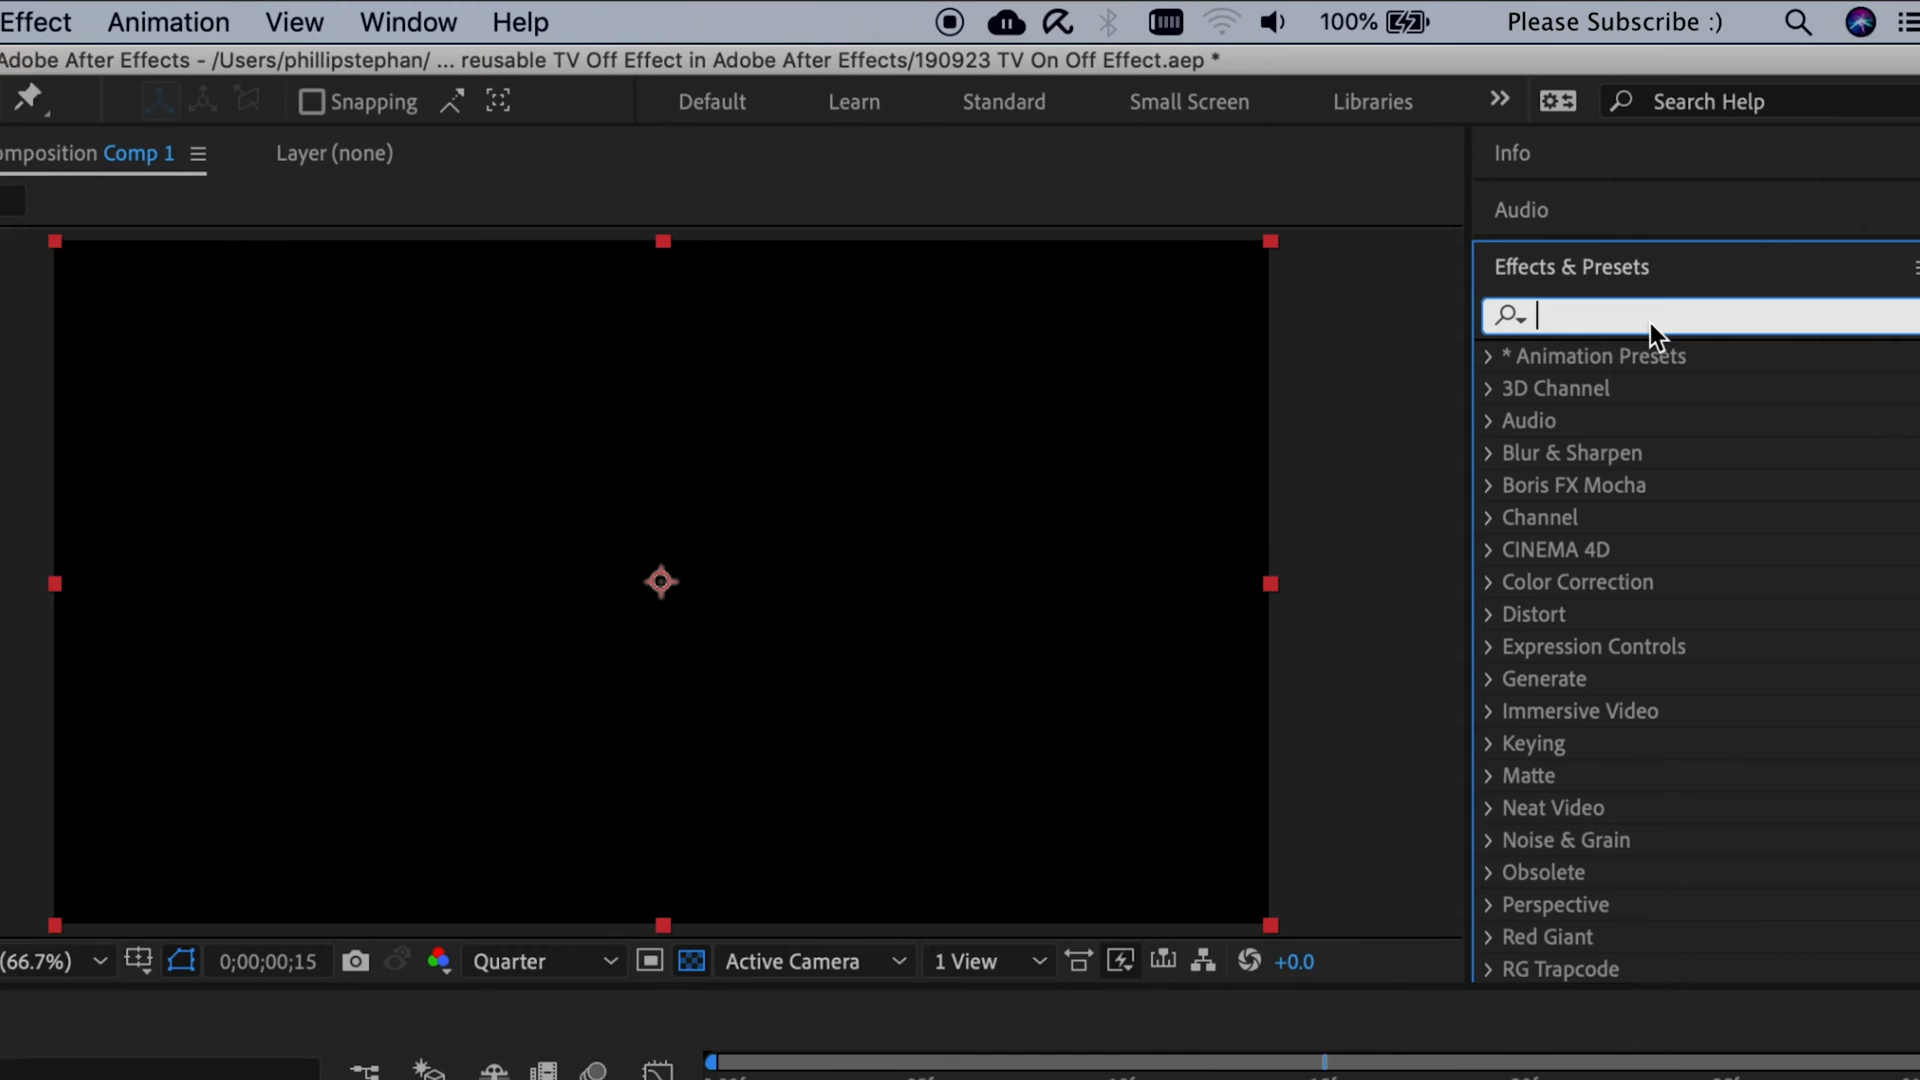 Effect Animation View Window Help 100% Please Subscribe :)
Adobe After Effects - /Users/phillipstephan/ ... reusable TV Off Effect in Adobe After Effects/190923 TV On Off Effect.aep *
Snapping Default Learn Standard Small Screen Libraries Search Help
omposition Comp 1 Layer (none)
Info
Audio
Effects & Presets
* Animation Presets
3D Channel
Audio
Blur & Sharpen
Boris FX Mocha
Channel
CINEMA 4D
Color Correction
Distort
Expression Controls
Generate
Immersive Video
Keying
Matte
Neat Video
Noise & Grain
Obsolete
Perspective
Red Giant
RG Trapcode
(66.7%) 0;00;00;15 Quarter Active Camera 1 View +0.0